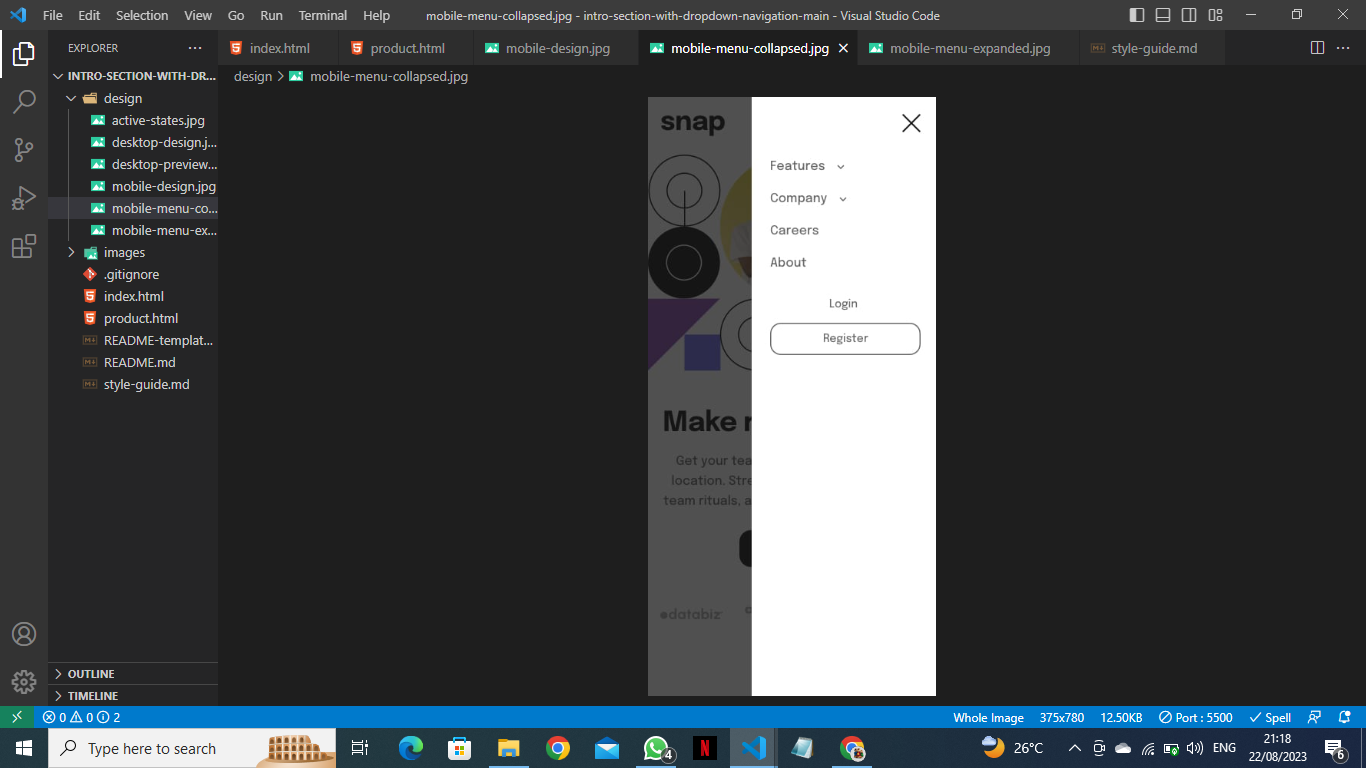 File Edit Selection View Go Run Terminal Help mobile-menu-collapsed.jpg - intro-section-with-dropdown-navigation-main - Visual Studio Code
EXPLORER ··· index.html product.html mobile-design.jpg mobile-menu-collapsed.jpg mobile-menu-expanded.jpg style-guide.md ···
INTRO-SECTION-WITH-DR... design > mobile-menu-collapsed.jpg
design
active-states.jpg
desktop-design.j...
desktop-preview...
mobile-design.jpg
mobile-menu-co...
mobile-menu-ex...
images
.gitignore
index.html
product.html
README-templat...
README.md
style-guide.md
OUTLINE
TIMELINE
snap
Features
Company
Careers
About
Login
Register
Make
Get your tea
location. Stre
team rituals, a
databiz
0 0 2 Whole Image 375x780 12.50KB Port : 5500 Spell
Type here to search 4 N 26°C ENG 21:18
22/08/2023 6